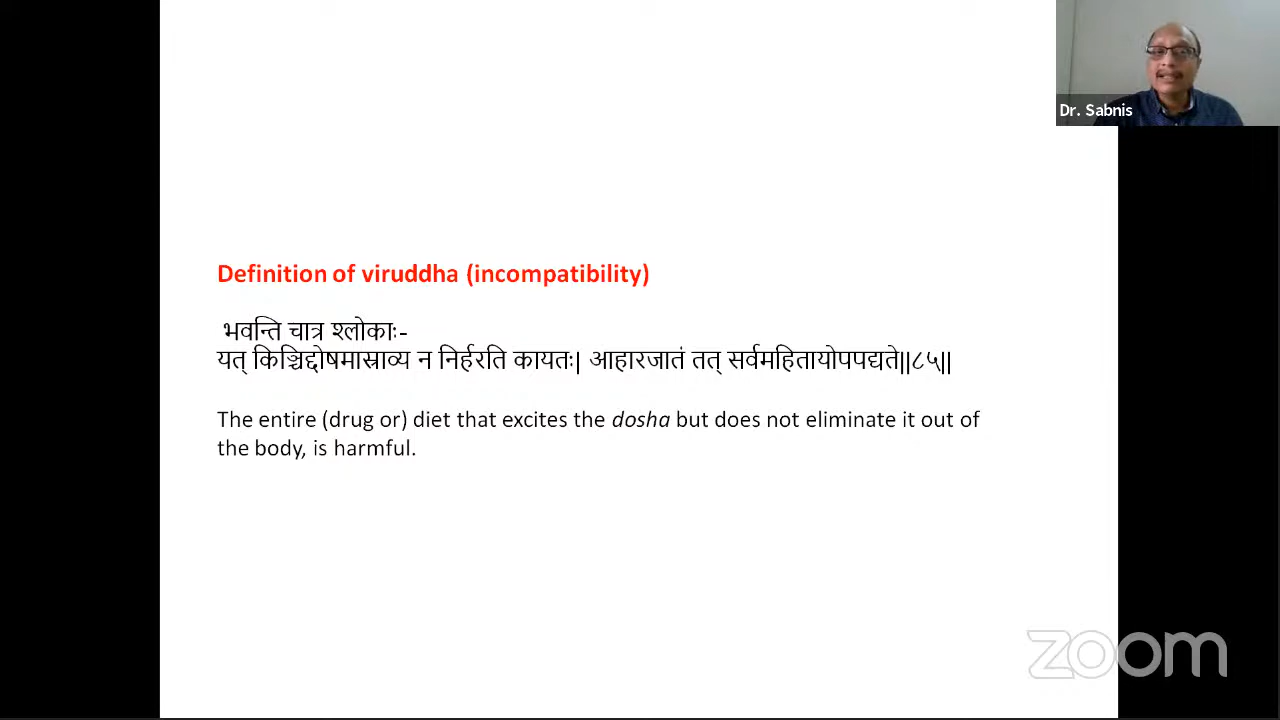 Dr. Sabnis
Definition of viruddha (incompatibility)
भवन्ति चात्र श्लोकाः-
यत् किञ्चिद्दोषमास्राव्य न निर्हरति कायतः| आहारजातं तत् सर्वमहितायोपपद्यते||८५||
The entire (drug or) diet that excites the dosha but does not eliminate it out of
the body, is harmful.
zoom